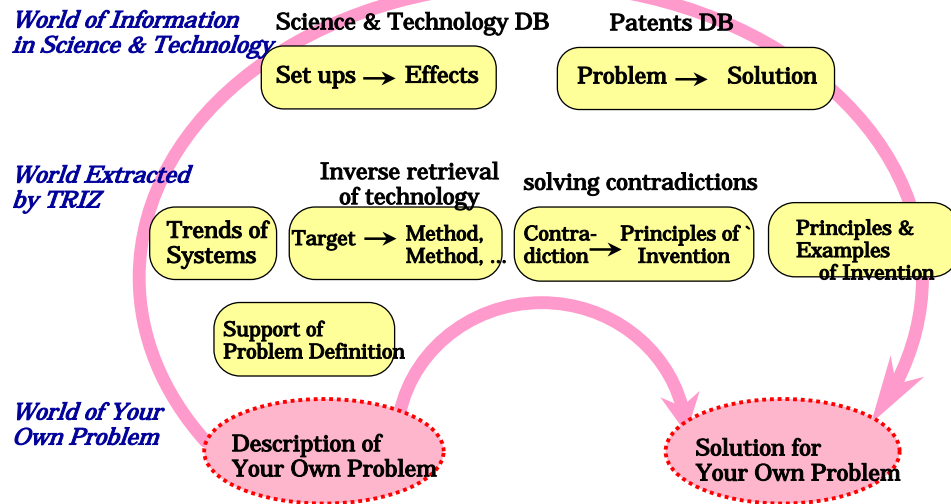 World of Information
in Science & Technology
Science & Technology DB
Patents DB
Set ups → Effects
Problem → Solution
World Extracted
by TRIZ
Inverse retrieval
of technology
solving contradictions
Trends of
Systems
Target → Method,
Method, ...
Contra-
diction → Principles of `
Invention
Principles &
Examples
of Invention
Support of
Problem Definition
World of Your
Own Problem
Description of
Your Own Problem
Solution for
Your Own Problem